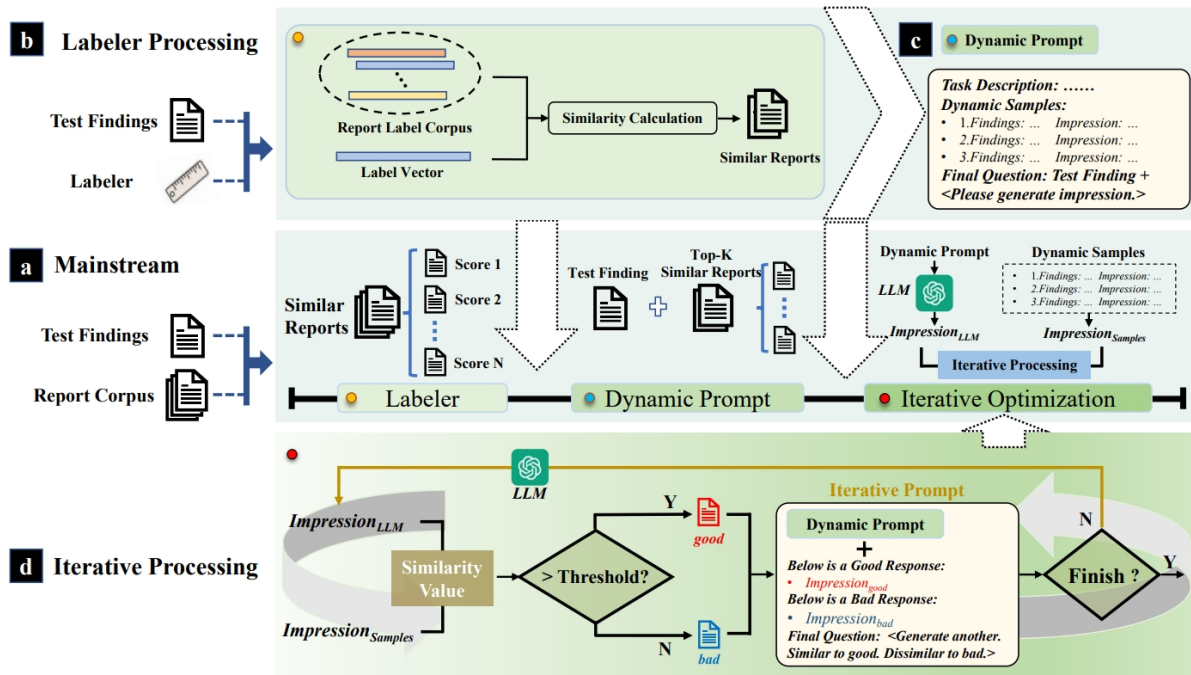 b Labeler Processing
Test Findings
Labeler
Report Label Corpus
Label Vector
Similarity Calculation
Similar Reports
c Dynamic Prompt
Task Description: ……
Dynamic Samples:
• 1.Findings: … Impression: …
• 2.Findings: … Impression: …
• 3.Findings: … Impression: …
Final Question: Test Finding +
<Please generate impression.>
a Mainstream
Test Findings
Report Corpus
Similar
Reports
Score 1
Score 2
Score N
Test Finding
Top-K
Similar Reports
Dynamic Prompt
LLM
Impression_LLM
Dynamic Samples
• 1.Findings: … Impression: …
• 2.Findings: … Impression: …
• 3.Findings: … Impression: …
Impression_Samples
Iterative Processing
Labeler
Dynamic Prompt
Iterative Optimization
d Iterative Processing
LLM
Impression_LLM
Impression_Samples
Similarity
Value
> Threshold?
Y
N
good
bad
Iterative Prompt
Dynamic Prompt
+
Below is a Good Response:
• Impression_good
Below is a Bad Response:
• Impression_bad
Final Question: <Generate another.
Similar to good. Dissimilar to bad.>
N
Finish ?
Y